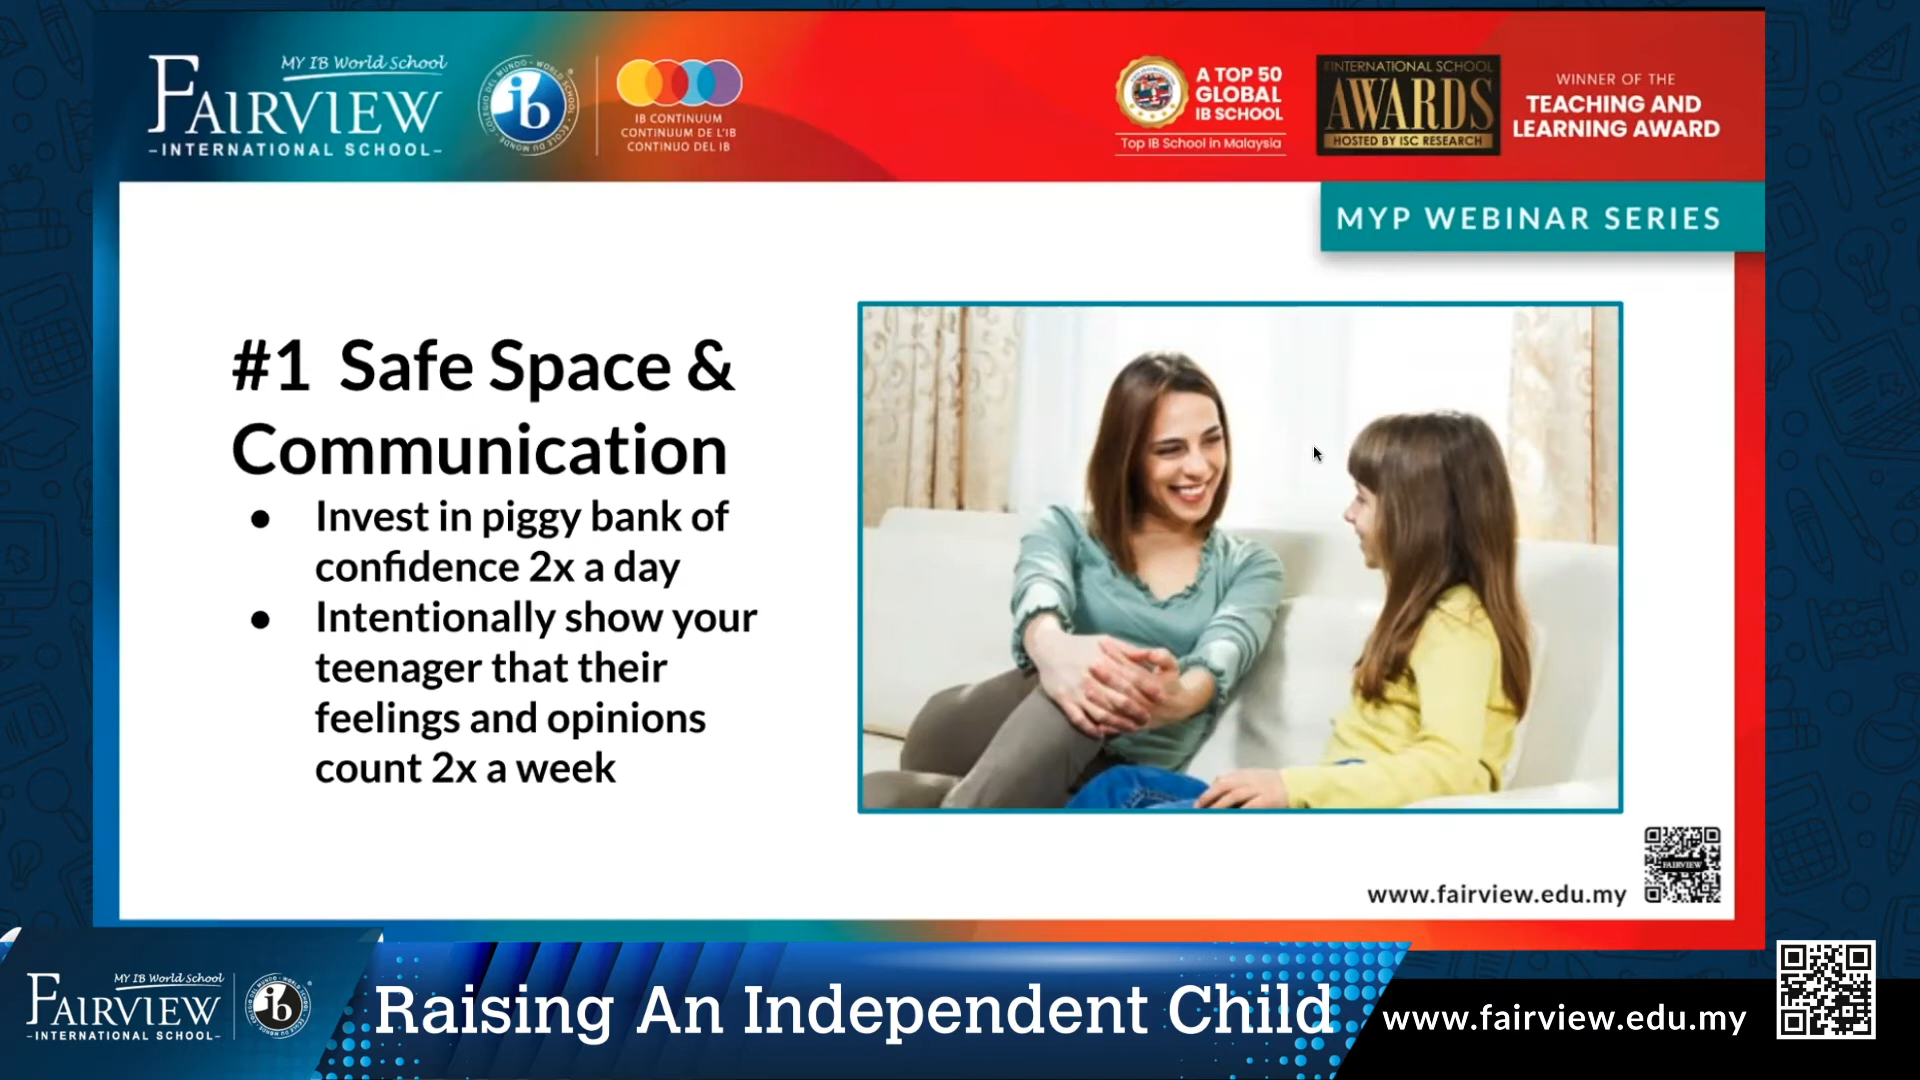 MY IB World School
FAIRVIEW
-INTERNATIONAL SCHOOL-
ib
IB CONTINUUM
CONTINUUM DE L'IB
CONTINUO DEL IB
A TOP 50
GLOBAL
IB SCHOOL
Top IB School in Malaysia
INTERNATIONAL SCHOOL
AWARDS
HOSTED BY ISC RESEARCH
WINNER OF THE
TEACHING AND
LEARNING AWARD
MYP WEBINAR SERIES
#1 Safe Space &
Communication
● Invest in piggy bank of
confidence 2x a day
● Intentionally show your
teenager that their
feelings and opinions
count 2x a week
www.fairview.edu.my
FAIRVIEW
MY IB World School
FAIRVIEW
-INTERNATIONAL SCHOOL-
ib
Raising An Independent Child
www.fairview.edu.my